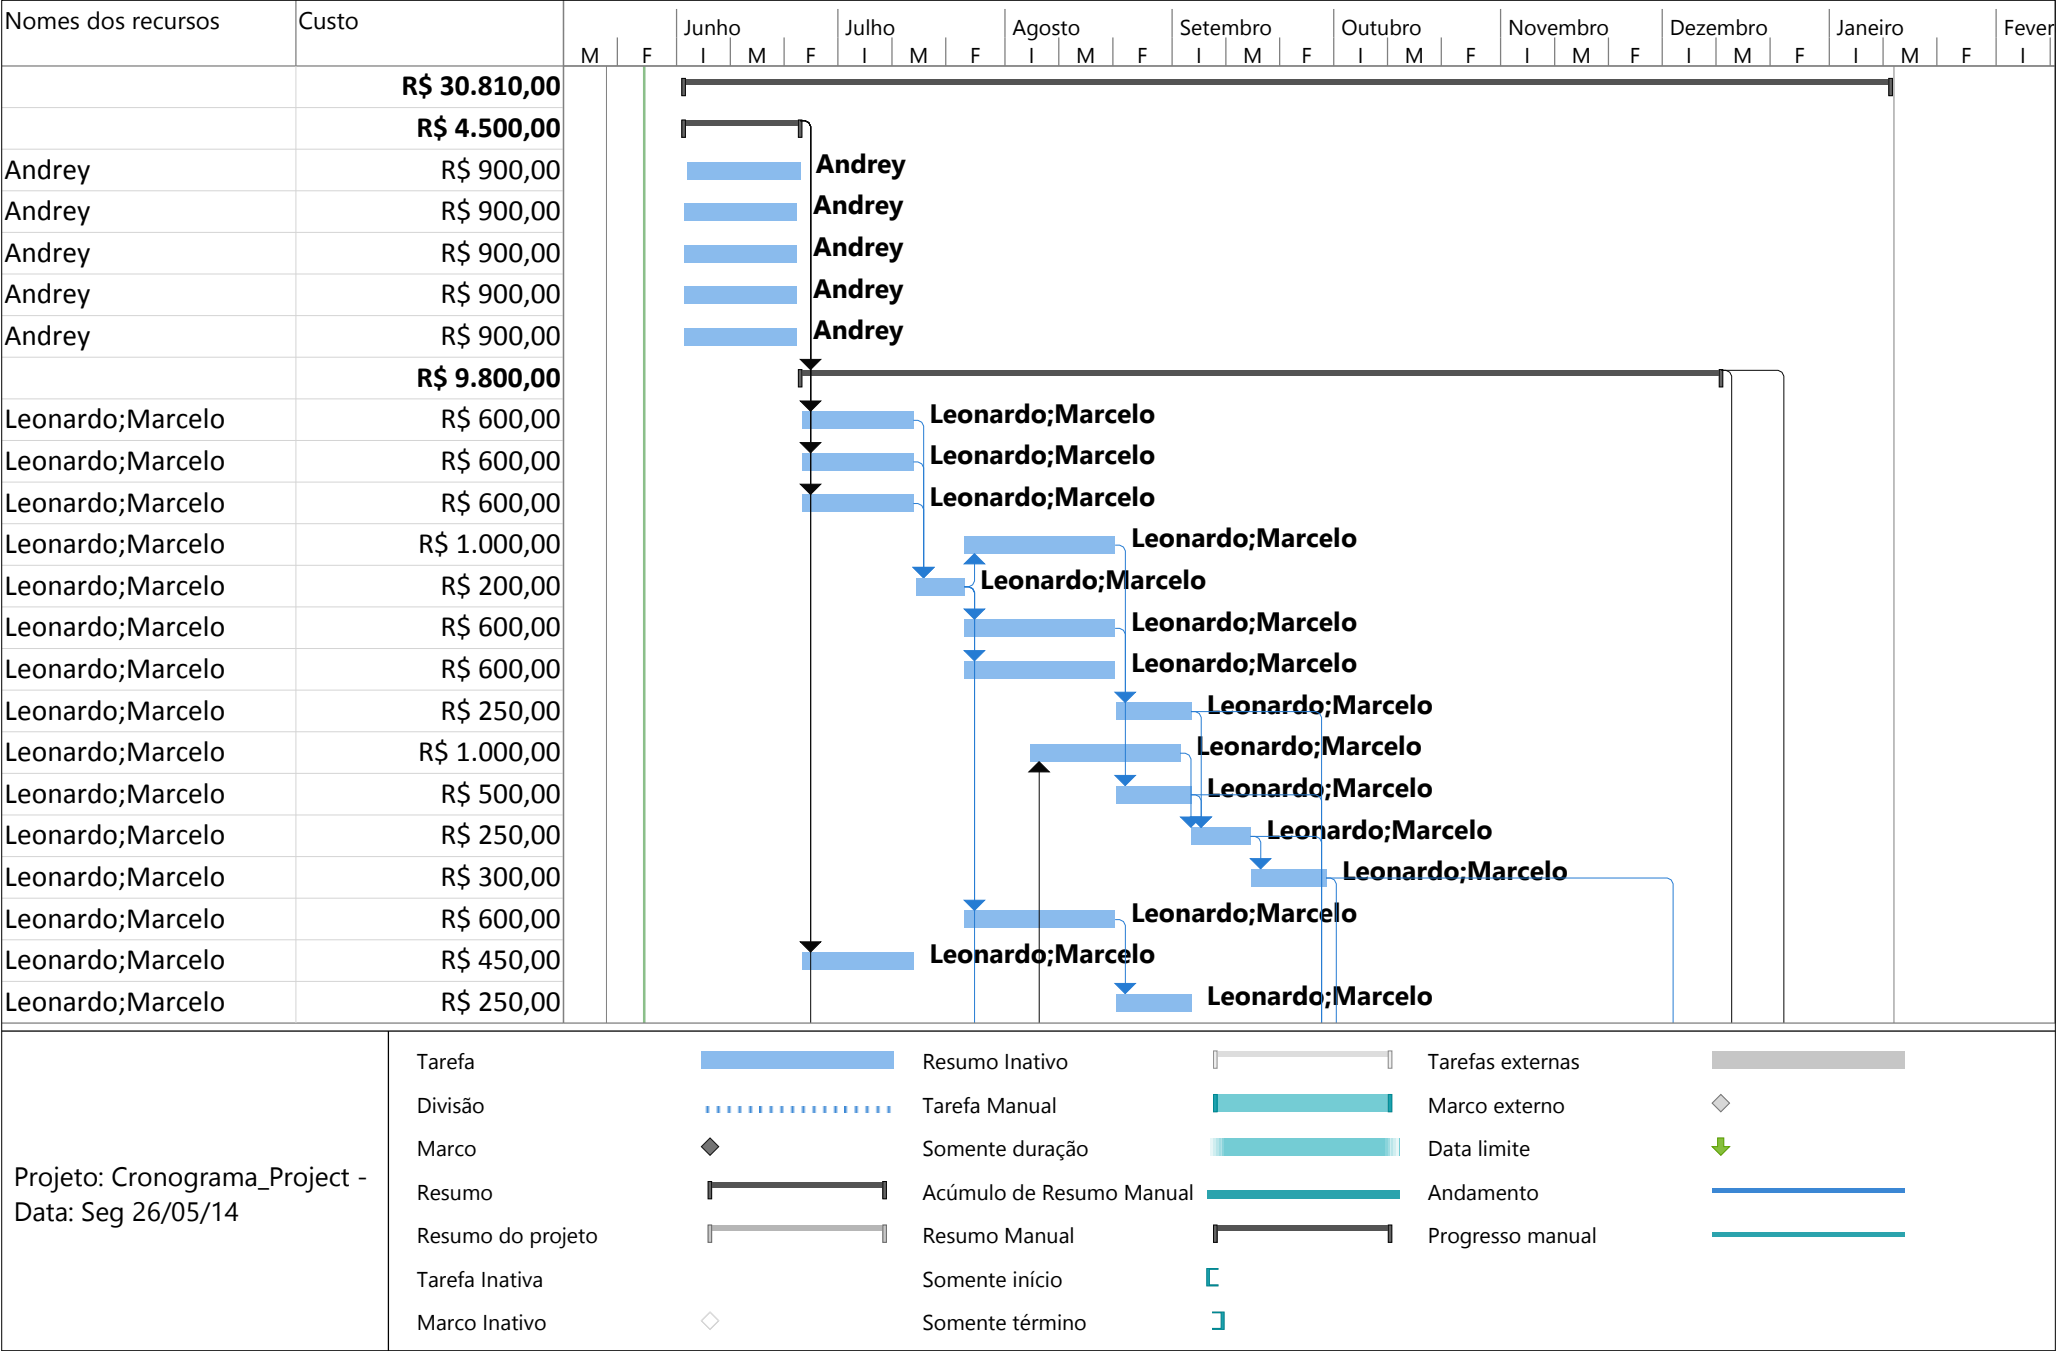 Nomes dos recursos Custo
Junho Julho Agosto Setembro Outubro Novembro Dezembro Janeiro Fever
M F I M F I M F I M F I M F I M F I M F I M F I M F I
R$ 30.810,00
R$ 4.500,00
Andrey R$ 900,00 Andrey
Andrey R$ 900,00 Andrey
Andrey R$ 900,00 Andrey
Andrey R$ 900,00 Andrey
Andrey R$ 900,00 Andrey
R$ 9.800,00
Leonardo;Marcelo R$ 600,00 Leonardo;Marcelo
Leonardo;Marcelo R$ 600,00 Leonardo;Marcelo
Leonardo;Marcelo R$ 600,00 Leonardo;Marcelo
Leonardo;Marcelo R$ 1.000,00 Leonardo;Marcelo
Leonardo;Marcelo R$ 200,00 Leonardo;Marcelo
Leonardo;Marcelo R$ 600,00 Leonardo;Marcelo
Leonardo;Marcelo R$ 600,00 Leonardo;Marcelo
Leonardo;Marcelo R$ 250,00 Leonardo;Marcelo
Leonardo;Marcelo R$ 1.000,00 Leonardo;Marcelo
Leonardo;Marcelo R$ 500,00 Leonardo;Marcelo
Leonardo;Marcelo R$ 250,00 Leonardo;Marcelo
Leonardo;Marcelo R$ 300,00 Leonardo;Marcelo
Leonardo;Marcelo R$ 600,00 Leonardo;Marcelo
Leonardo;Marcelo R$ 450,00 Leonardo;Marcelo
Leonardo;Marcelo R$ 250,00 Leonardo;Marcelo
Projeto: Cronograma_Project -
Data: Seg 26/05/14
Tarefa
Divisão
Marco
Resumo
Resumo do projeto
Tarefa Inativa
Marco Inativo
Resumo Inativo
Tarefa Manual
Somente duração
Acúmulo de Resumo Manual
Resumo Manual
Somente início
Somente término
Tarefas externas
Marco externo
Data limite
Andamento
Progresso manual